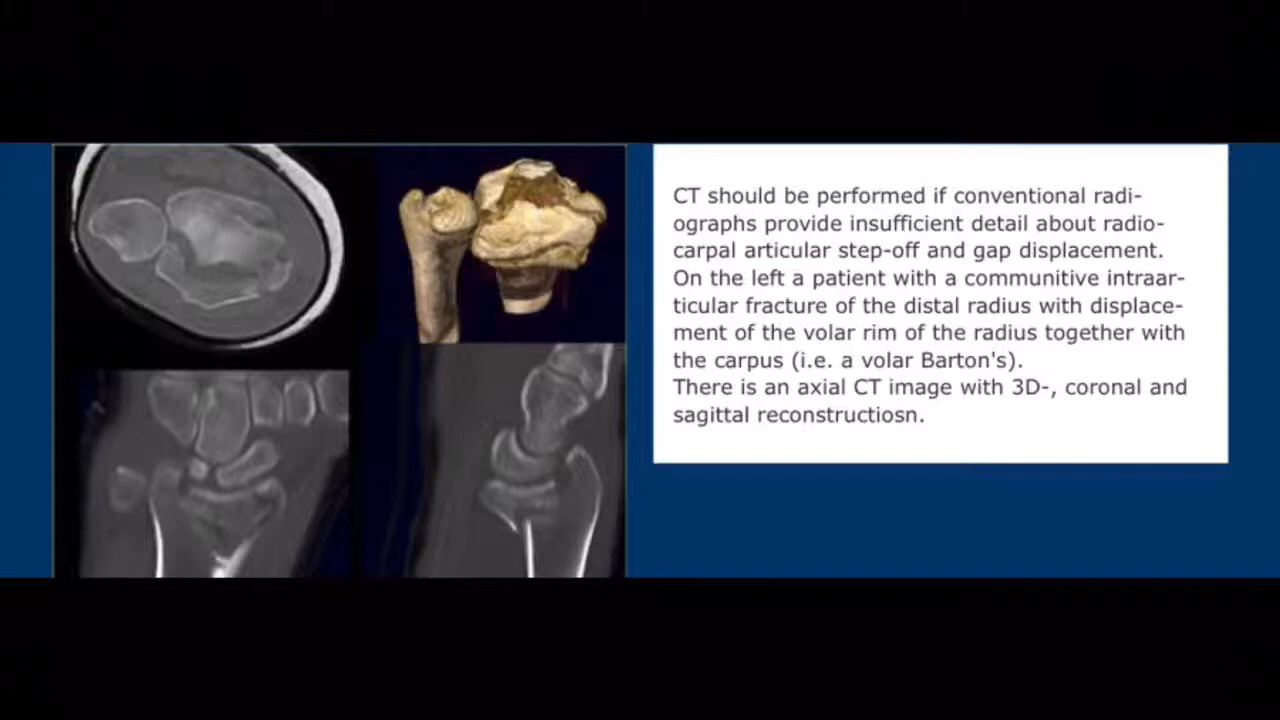 CT should be performed if conventional radi-
ographs provide insufficient detail about radio-
carpal articular step-off and gap displacement.
On the left a patient with a communitive intraar-
ticular fracture of the distal radius with displace-
ment of the volar rim of the radius together with
the carpus (i.e. a volar Barton's).
There is an axial CT image with 3D-, coronal and
sagittal reconstructiosn.